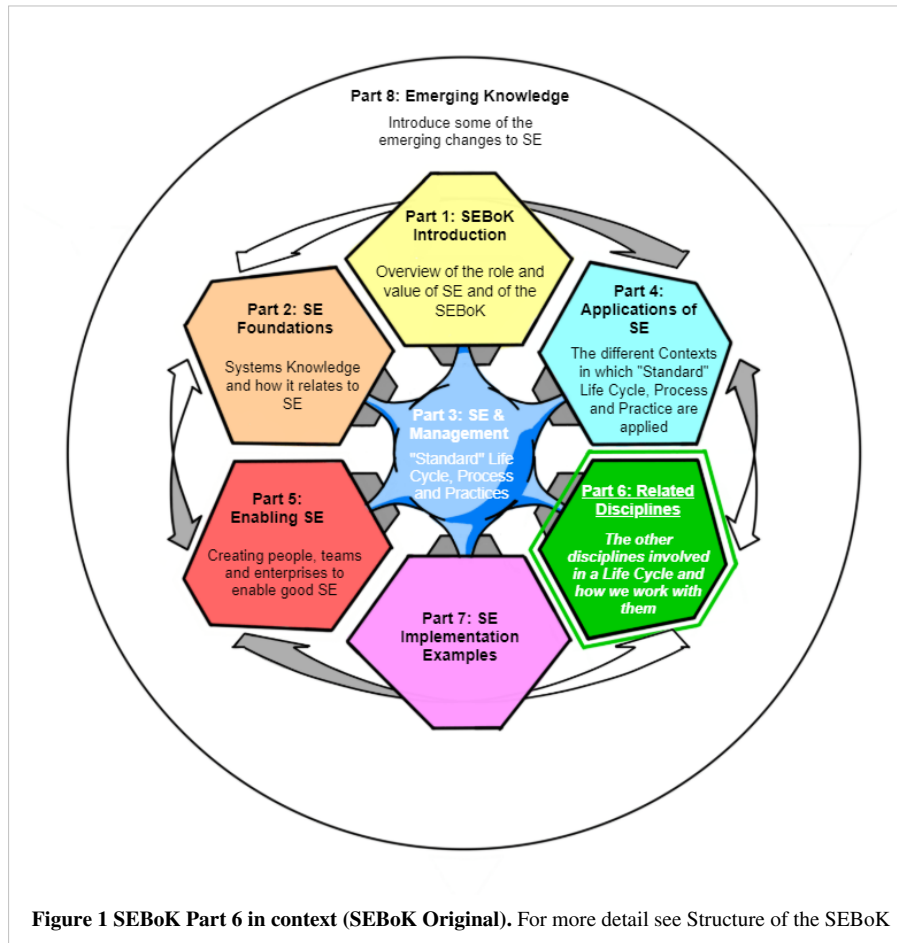 Part 8: Emerging Knowledge
Introduce some of the
emerging changes to SE
Part 1: SEBoK
Introduction
Overview of the role and
value of SE and of the
SEBoK
Part 2: SE
Foundations
Systems Knowledge
and how it relates to
SE
Part 4:
Applications of
SE
The different Contexts
in which "Standard"
Life Cycle, Process
and Practice are
applied
Part 3: SE &
Management
"Standard" Life
Cycle, Process
and Practices
Part 5:
Enabling SE
Creating people, teams
and enterprises to
enable good SE
Part 6: Related
Disciplines
The other
disciplines involved
in a Life Cycle and
how we work with
them
Part 7: SE
Implementation
Examples
Figure 1 SEBoK Part 6 in context (SEBoK Original). For more detail see Structure of the SEBoK